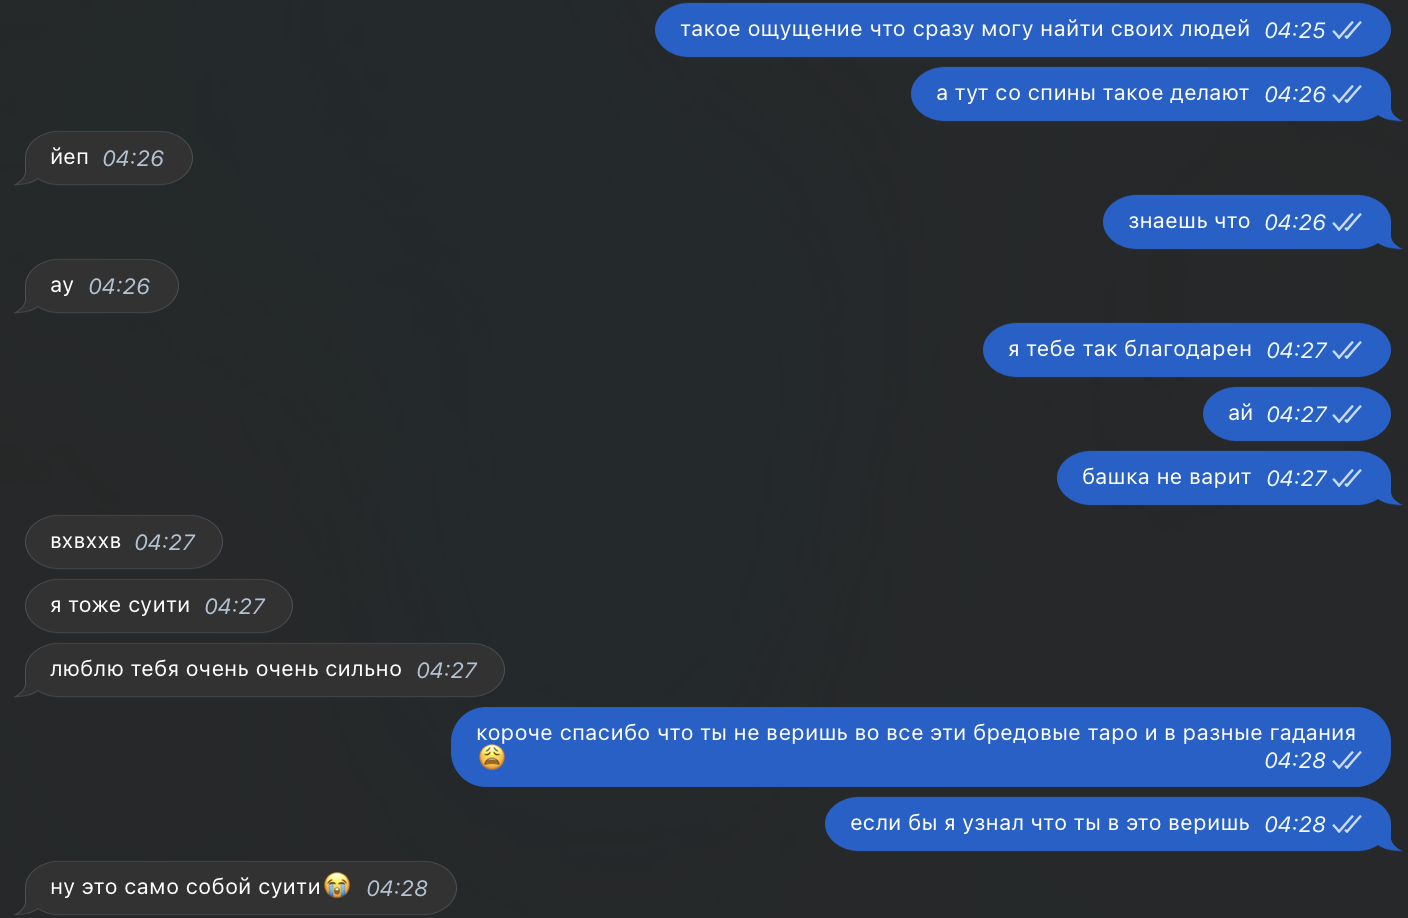 такое ощущение что сразу могу найти своих людей 04:25
а тут со спины такое делают 04:26
йеп 04:26
знаешь что 04:26
ау 04:26
я тебе так благодарен 04:27
ай 04:27
башка не варит 04:27
вхвххв 04:27
я тоже суити 04:27
люблю тебя очень очень сильно 04:27
короче спасибо что ты не веришь во все эти бредовые таро и в разные гадания
😩 04:28
если бы я узнал что ты в это веришь 04:28
ну это само собой суити😭 04:28